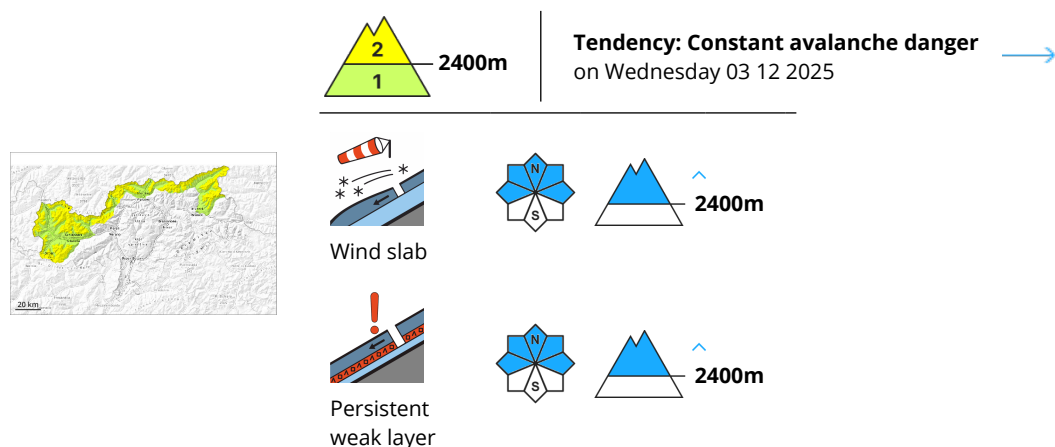 2
1
2400m
Tendency: Constant avalanche danger
on Wednesday 03 12 2025
N
S
2400m
Wind slab
20 km
N
S
2400m
Persistent
weak layer